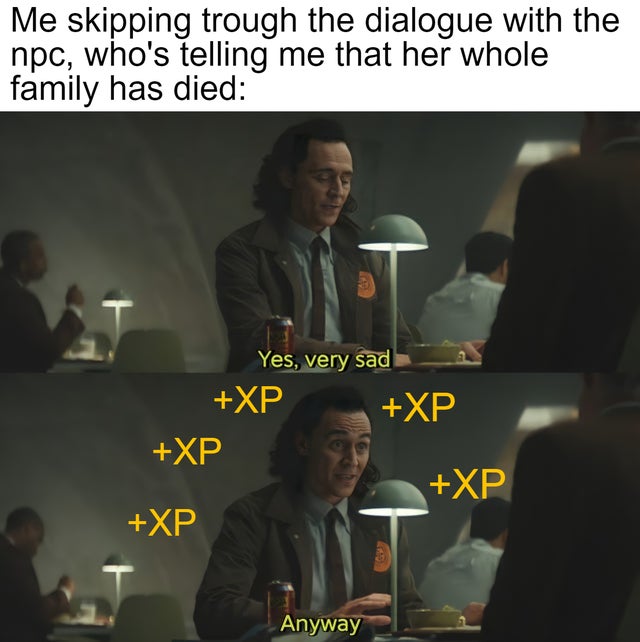 Me skipping trough the dialogue with the
npc, who's telling me that her whole
family has died:
Yes, very sad
+XP
+XP
+XP
+XP
+XP
Anyway